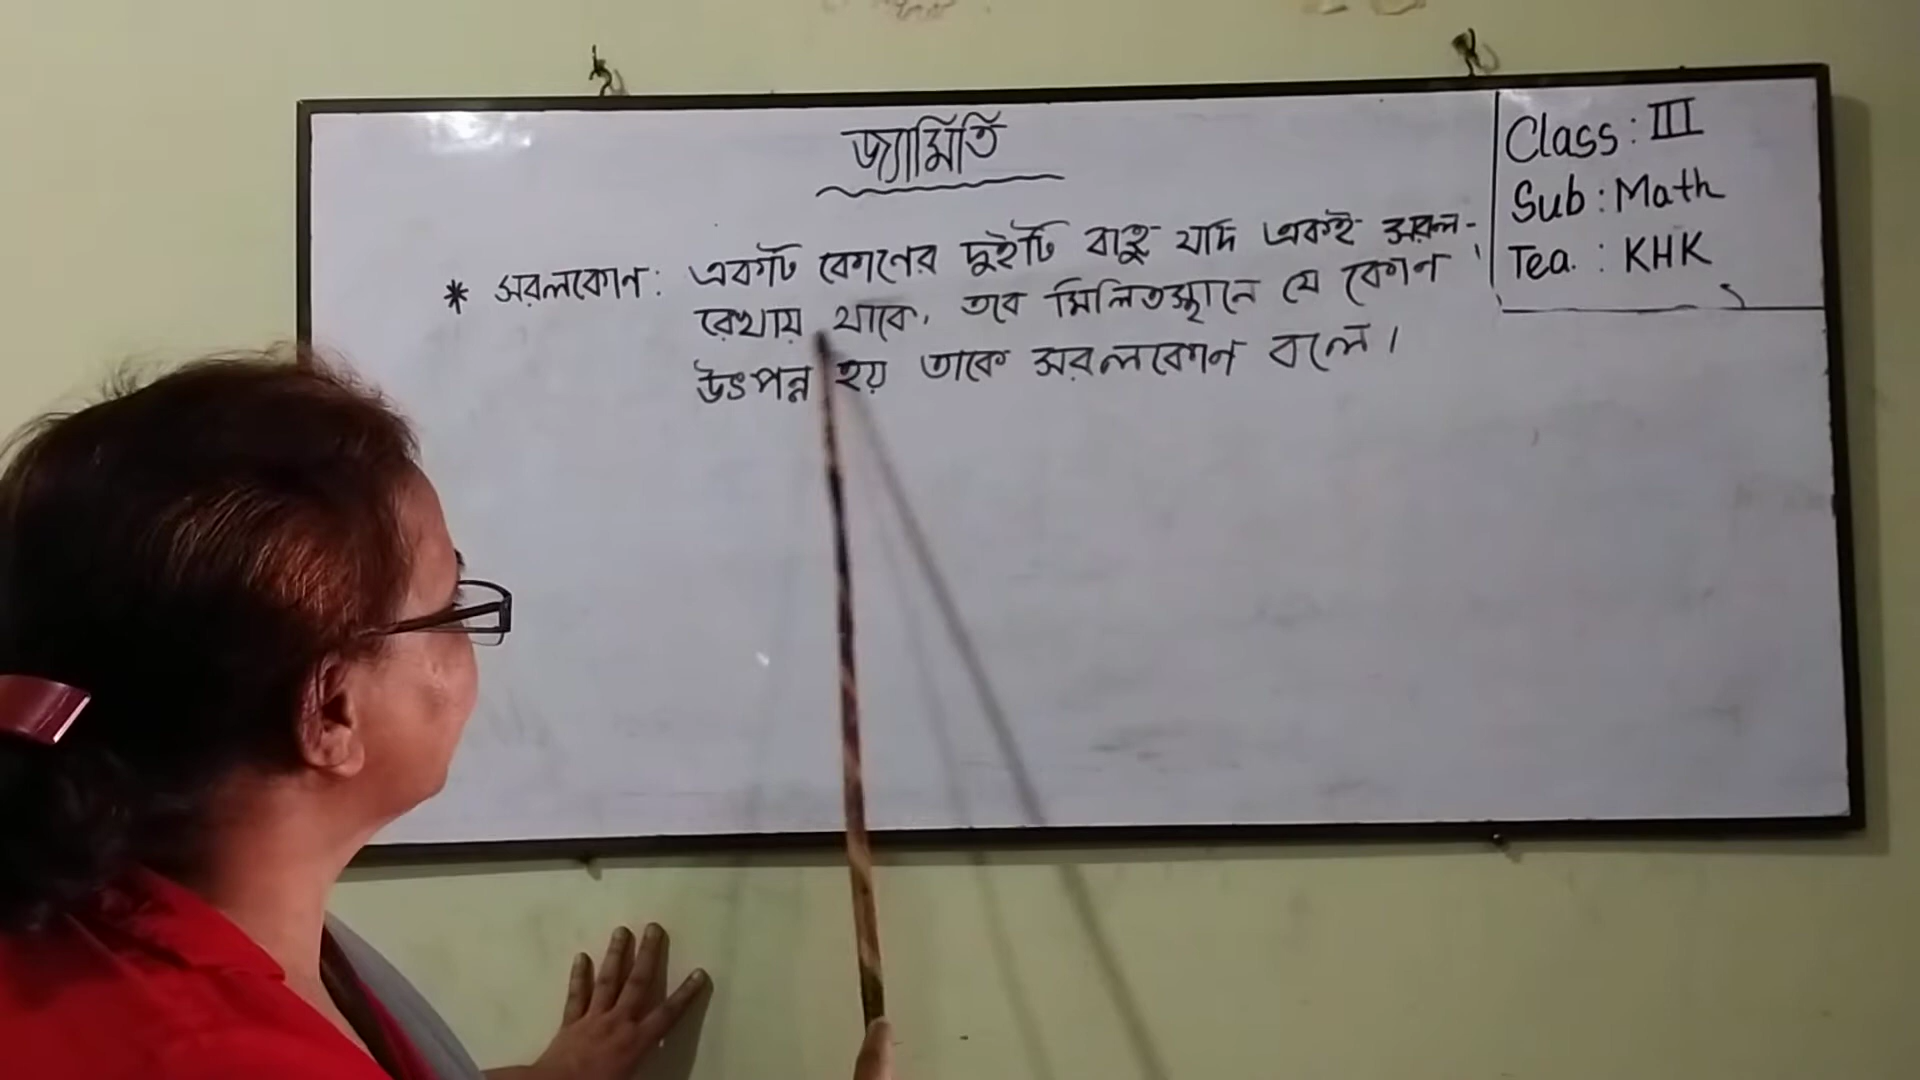 জ্যামিতি
Class: III
Sub: Math
Tea. : KHK
* সরলকোণ: একটি কোণের দুইটি বাহু যদি একই সরল-
রেখায় থাকে, তবে মিলিতস্থানে যে কোণ
উৎপন্ন হয় তাকে সরলকোণ বলে।